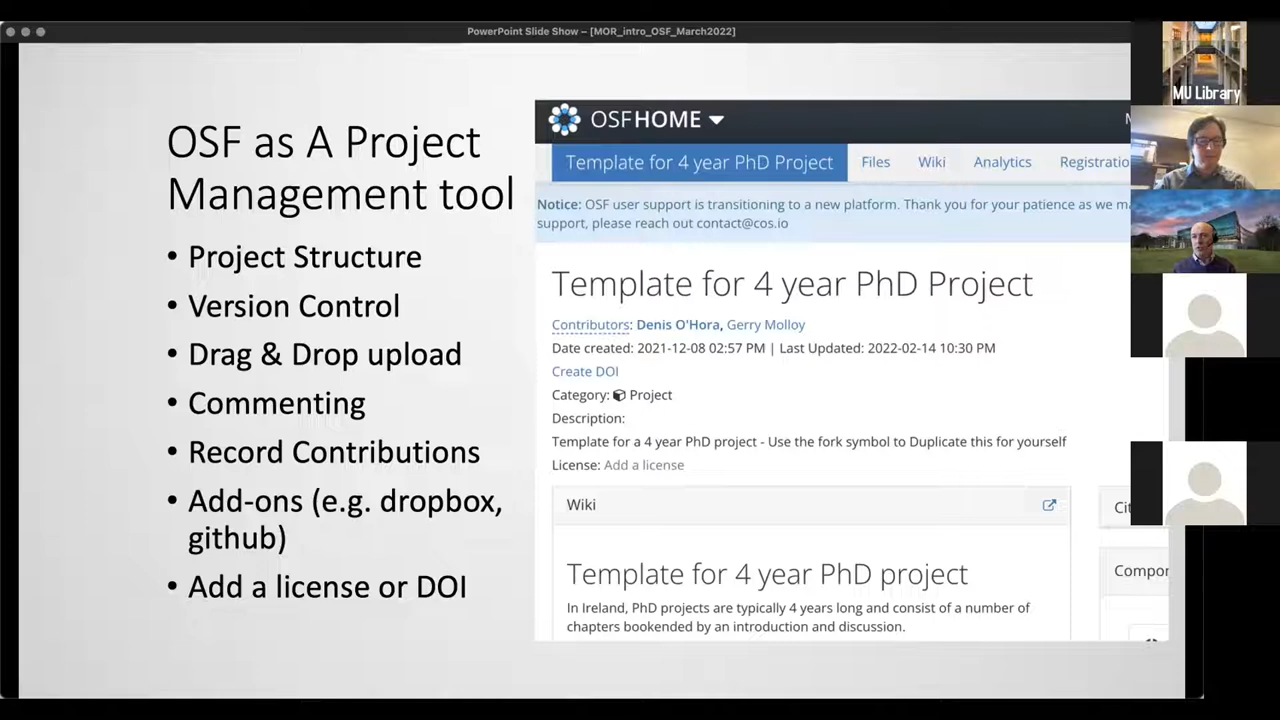 PowerPoint Slide Show – [MOR_intro_OSF_March2022]
OSF as A Project
Management tool
• Project Structure
• Version Control
• Drag & Drop upload
• Commenting
• Record Contributions
• Add-ons (e.g. dropbox,
github)
• Add a license or DOI
OSFHOME
Template for 4 year PhD Project Files Wiki Analytics Registratio
Notice: OSF user support is transitioning to a new platform. Thank you for your patience as we ma
support, please reach out contact@cos.io
Template for 4 year PhD Project
Contributors: Denis O'Hora, Gerry Molloy
Date created: 2021-12-08 02:57 PM | Last Updated: 2022-02-14 10:30 PM
Create DOI
Category: Project
Description:
Template for a 4 year PhD project - Use the fork symbol to Duplicate this for yourself
License: Add a license
Wiki
Template for 4 year PhD project
In Ireland, PhD projects are typically 4 years long and consist of a number of
chapters bookended by an introduction and discussion.
Cit
Compon
MU Library